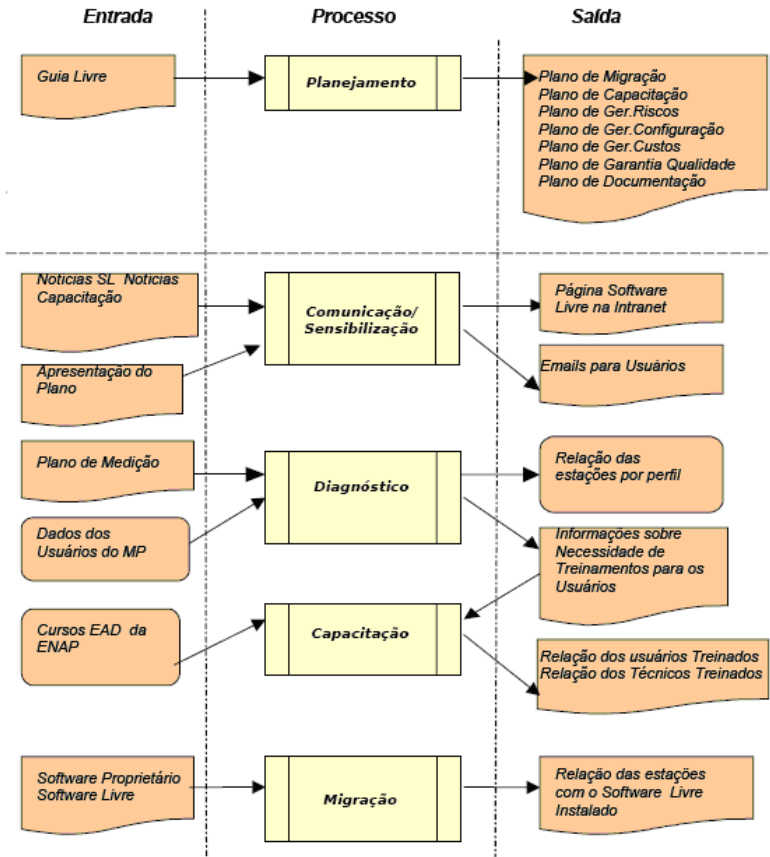 Entrada
Processo
Saída
Guia Livre
Planejamento
Plano de Migração
Plano de Capacitação
Plano de Ger.Riscos
Plano de Ger.Configuração
Plano de Ger.Custos
Plano de Garantia Qualidade
Plano de Documentação
Noticias SL  Noticias
Capacitação
Comunicação/
Sensibilização
Página Software
Livre na Intranet
Apresentação do
Plano
Emails para Usuários
Plano de Medição
Diagnóstico
Relação das
estações por perfil
Dados dos
Usuários do MP
Informações sobre
Necessidade de
Treinamentos para os
Usuários
Cursos EAD  da
ENAP
Capacitação
Relação dos usuários Treinados
Relação dos Técnicos Treinados
Software Proprietário
Software Livre
Migração
Relação das estações
com o Software  Livre
Instalado